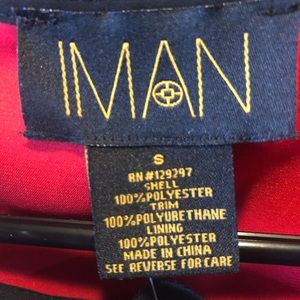 IMAN
S
RN#129297
SHELL
100%POLYESTER
TRIM
100%POLYURETHANE
LINING
100%POLYESTER
MADE IN CHINA
SEE REVERSE FOR CARE